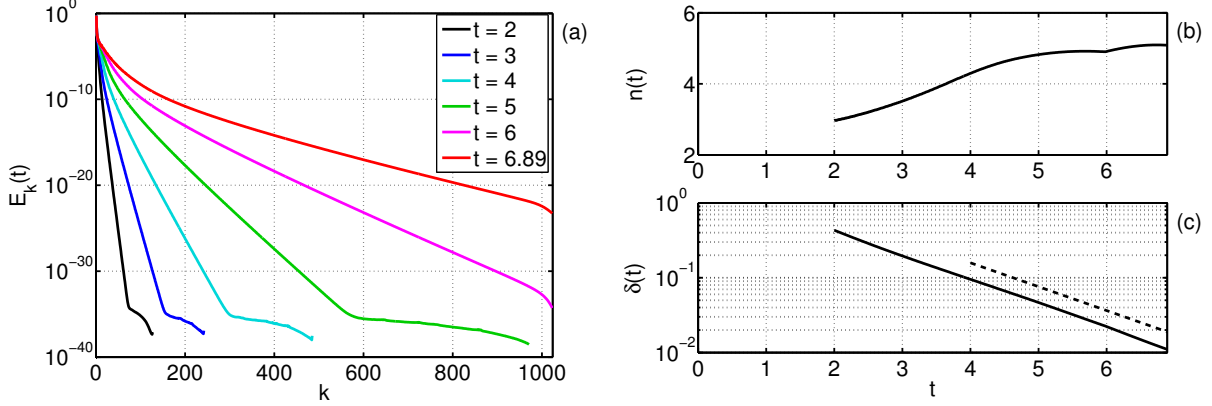 10^0
10^-10
10^-20
10^-30
10^-40
E_k(t)
0 200 400 600 800 1000
k
t = 2
t = 3
t = 4
t = 5
t = 6
t = 6.89
(a)
6
4
2
n(t)
0 1 2 3 4 5 6
(b)
10^0
10^-1
10^-2
δ(t)
0 1 2 3 4 5 6
t
(c)